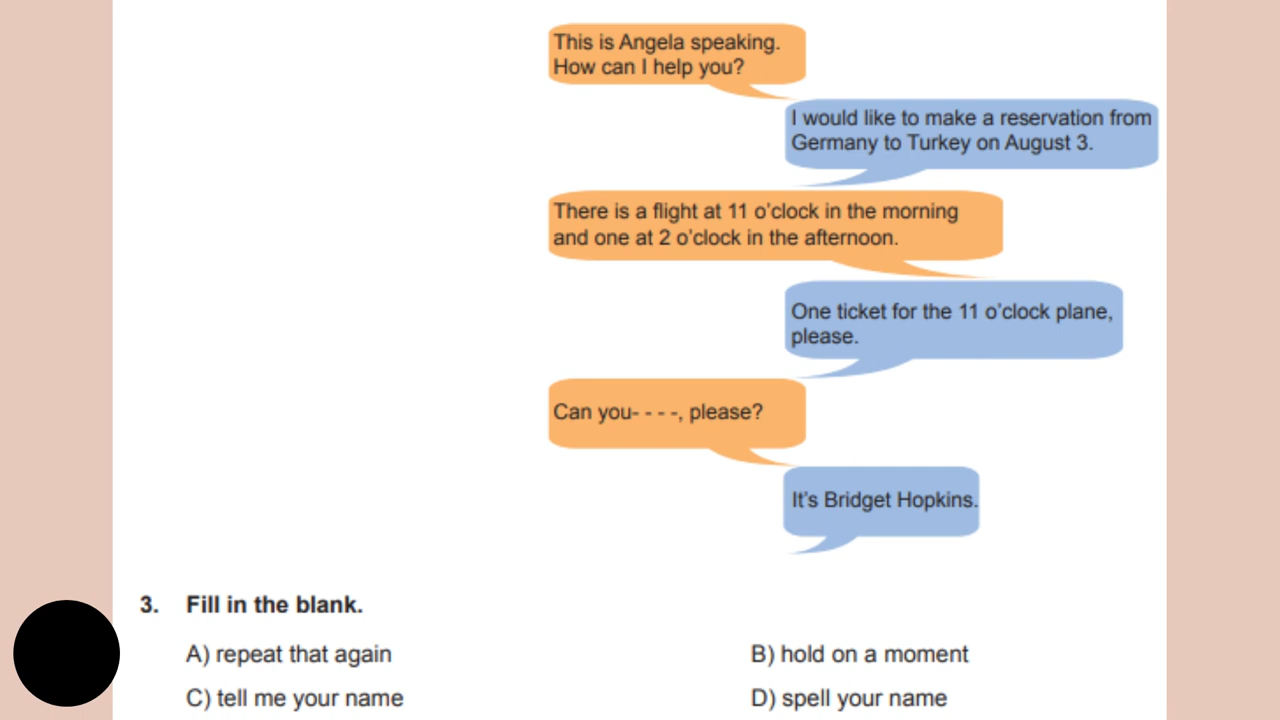 This is Angela speaking.
How can I help you?
I would like to make a reservation from
Germany to Turkey on August 3.
There is a flight at 11 o'clock in the morning
and one at 2 o'clock in the afternoon.
One ticket for the 11 o'clock plane,
please.
Can you- - - -, please?
It's Bridget Hopkins.
3. Fill in the blank.
A) repeat that again
B) hold on a moment
C) tell me your name
D) spell your name